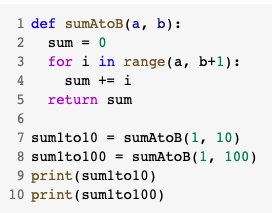 1 def sumAtoB(a, b):
2   sum = 0
3   for i in range(a, b+1):
4     sum += i
5   return sum
6
7 sum1to10 = sumAtoB(1, 10)
8 sum1to100 = sumAtoB(1, 100)
9 print(sum1to10)
10 print(sum1to100)